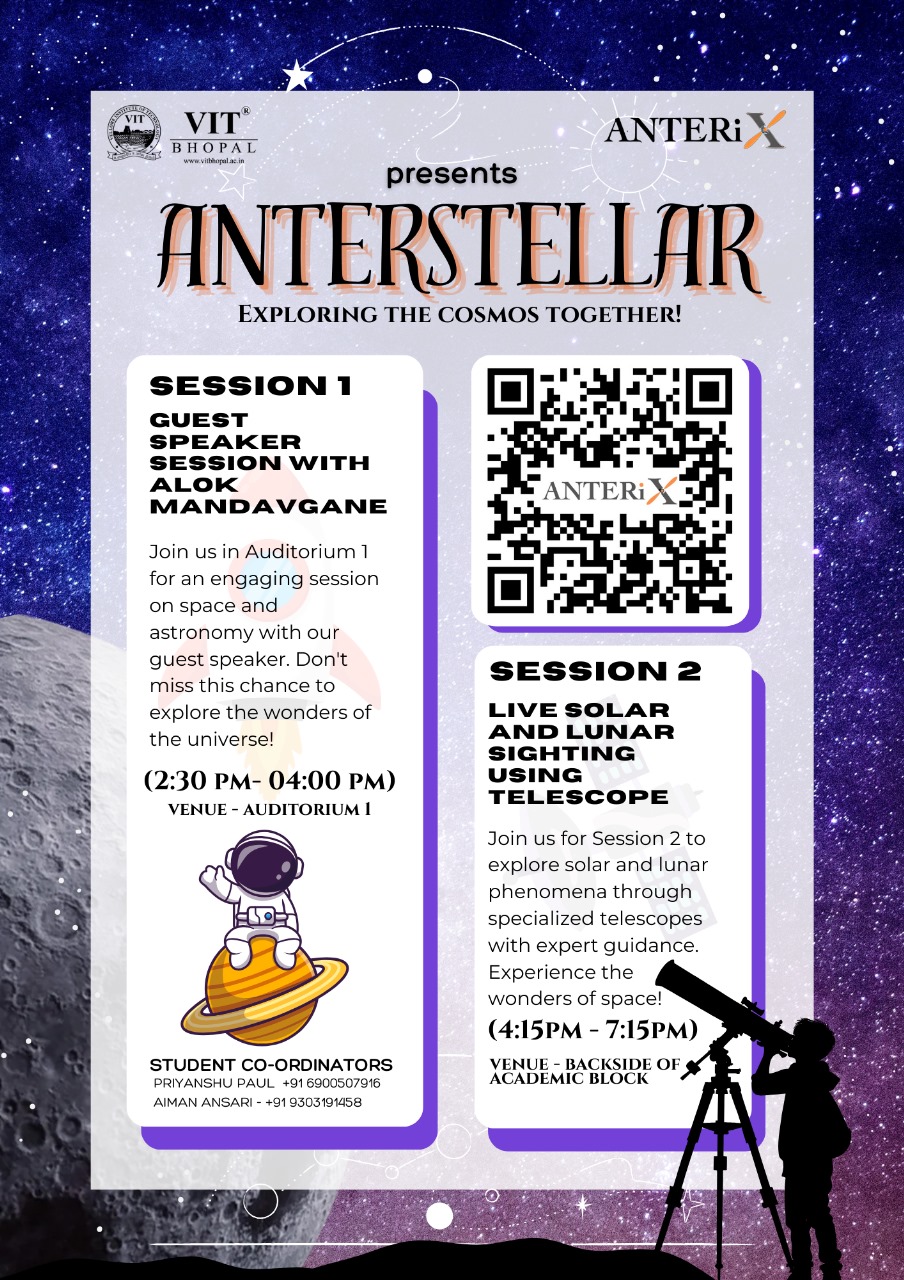 VIT®
BHOPAL
www.vitbhopal.ac.in
VIT
ANTERiX
presents
ANTERSTELLAR
EXPLORING THE COSMOS TOGETHER!
SESSION 1
GUEST
SPEAKER
SESSION WITH
ALOK
MANDAVGANE
Join us in Auditorium 1
for an engaging session
on space and
astronomy with our
guest speaker. Don't
miss this chance to
explore the wonders of
the universe!
(2:30 PM- 04:00 PM)
VENUE - AUDITORIUM 1
STUDENT CO-ORDINATORS
PRIYANSHU PAUL +91 6900507916
AIMAN ANSARI - +91 9303191458
ANTERiX
SESSION 2
LIVE SOLAR
AND LUNAR
SIGHTING
USING
TELESCOPE
Join us for Session 2 to
explore solar and lunar
phenomena through
specialized telescopes
with expert guidance.
Experience the
wonders of space!
(4:15PM - 7:15PM)
VENUE - BACKSIDE OF
ACADEMIC BLOCK